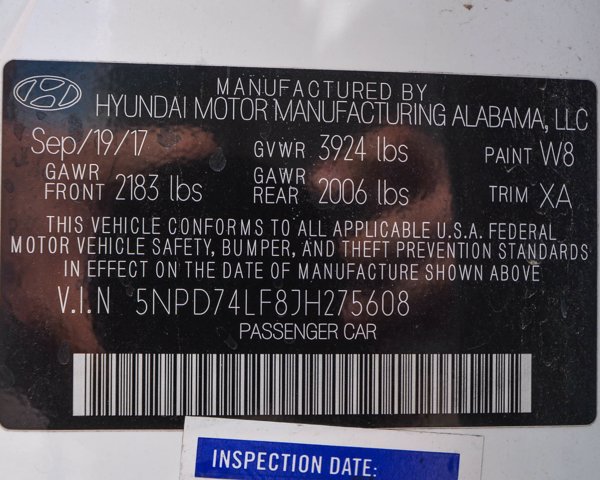 MANUFACTURED BY
HYUNDAI MOTOR MANUFACTURING ALABAMA, LLC
Sep/19/17 GVWR 3924 lbs PAINT W8
GAWR FRONT 2183 lbs GAWR REAR 2006 lbs TRIM XA
THIS VEHICLE CONFORMS TO ALL APPLICABLE U.S.A. FEDERAL
MOTOR VEHICLE SAFETY, BUMPER, AND THEFT PREVENTION STANDARDS
IN EFFECT ON THE DATE OF MANUFACTURE SHOWN ABOVE
V.I.N 5NPD74LF8JH275608
PASSENGER CAR
INSPECTION DATE: